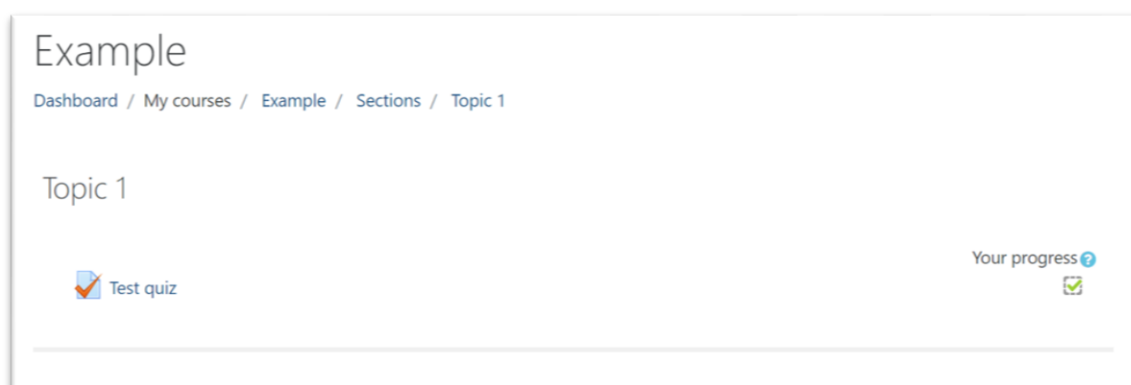 Example
Dashboard / My courses / Example / Sections / Topic 1
Topic 1
Your progress ?
Test quiz